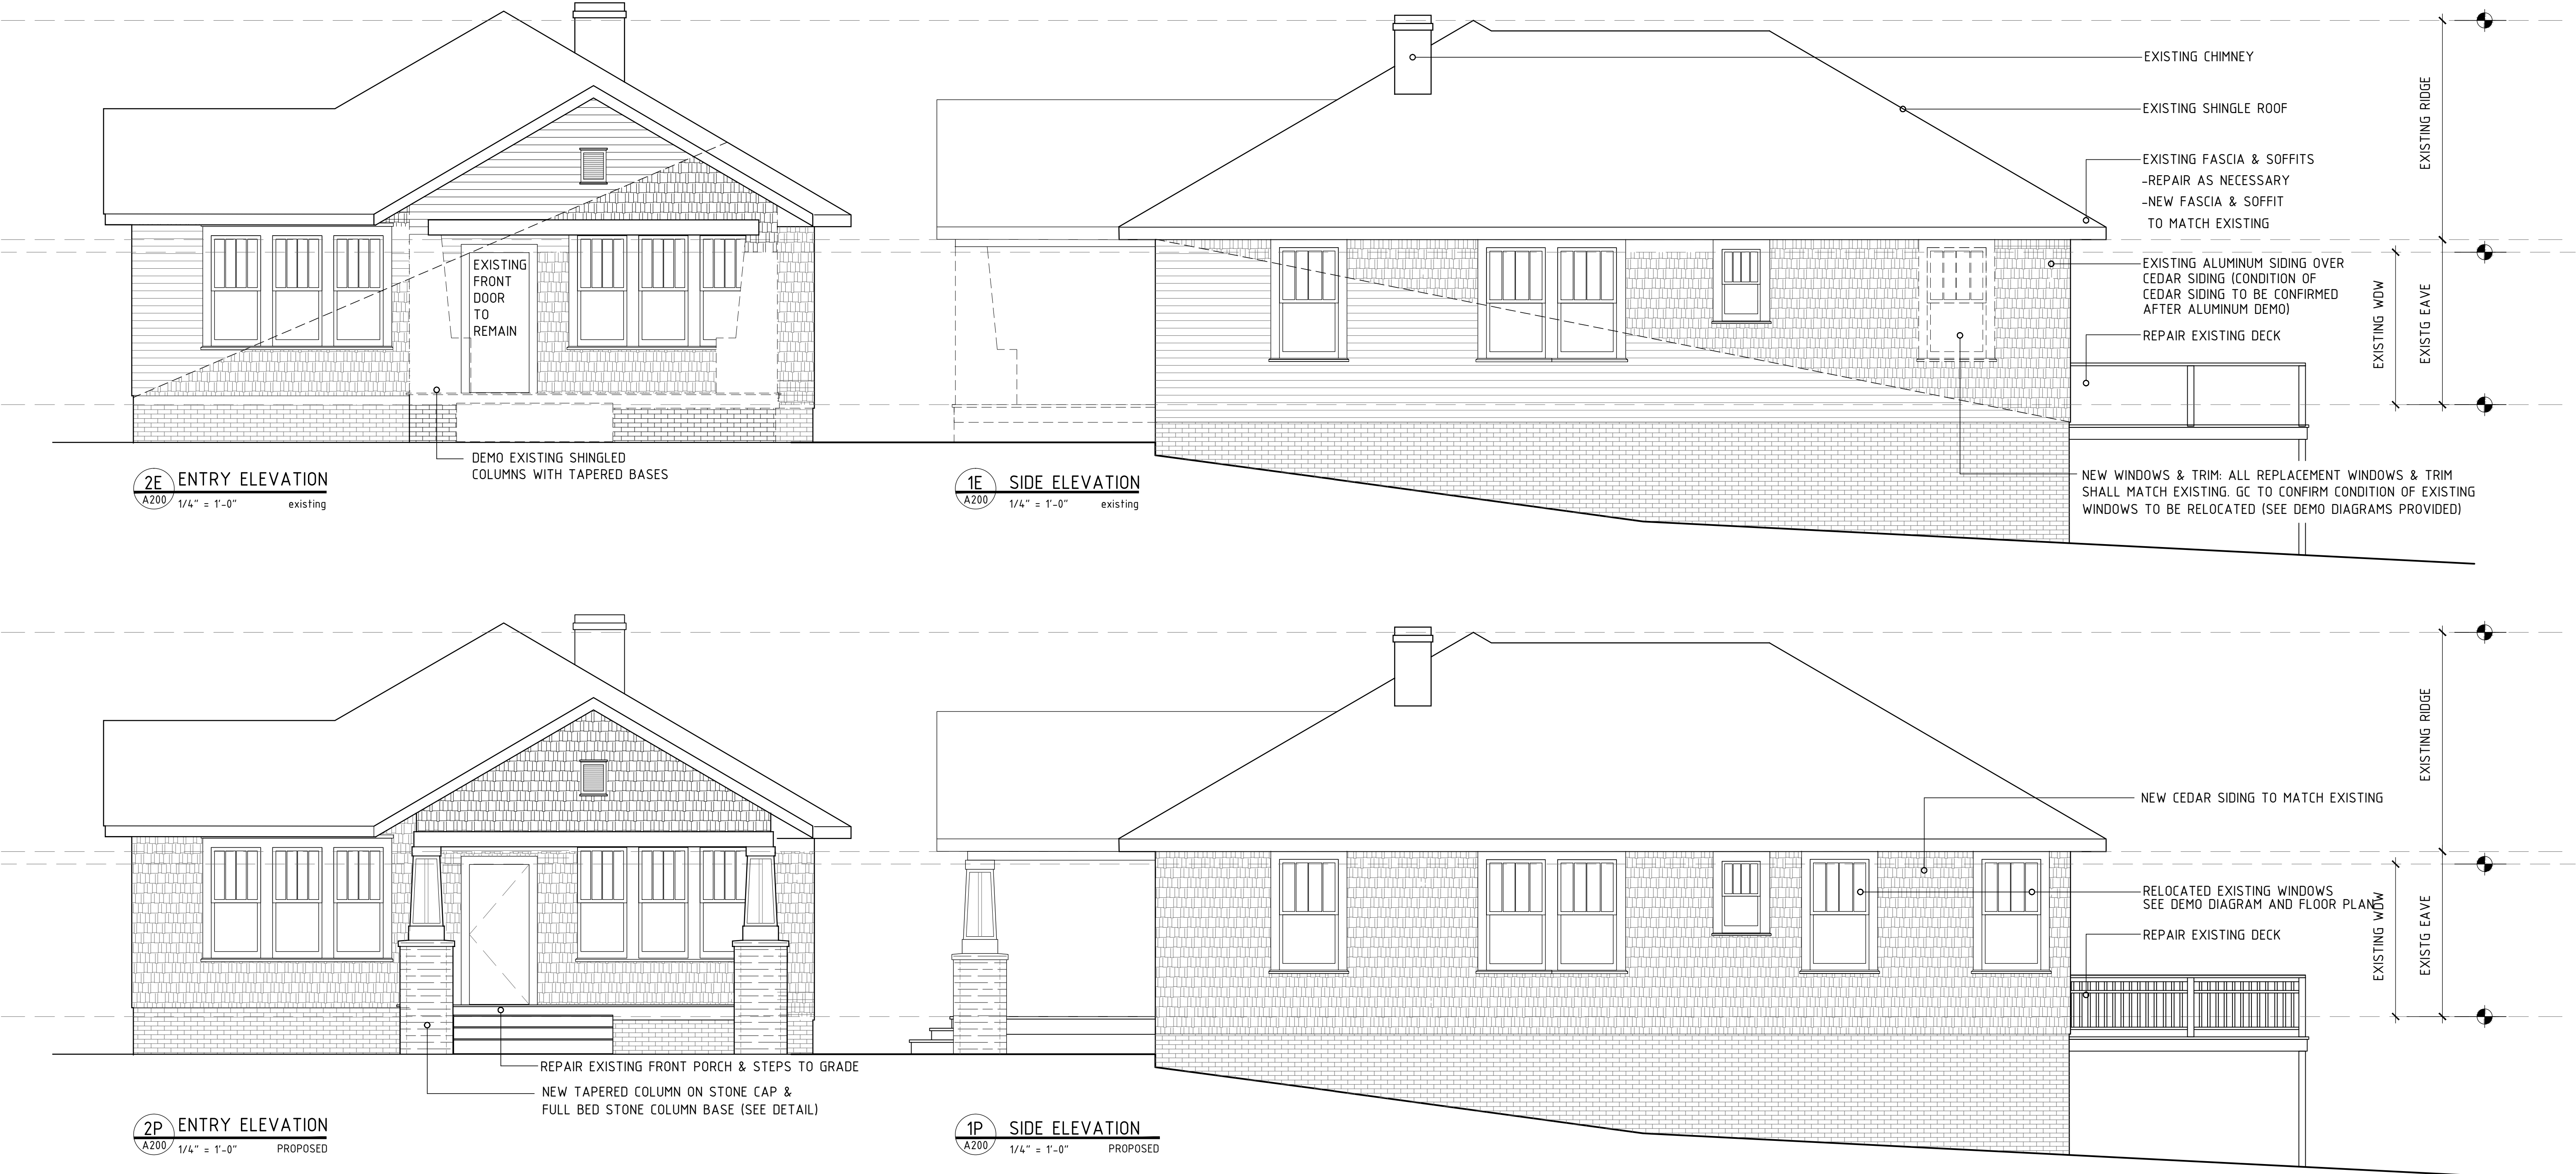 EXISTING CHIMNEY
EXISTING SHINGLE ROOF
EXISTING FASCIA & SOFFITS
-REPAIR AS NECESSARY
-NEW FASCIA & SOFFIT
TO MATCH EXISTING
EXISTING RIDGE
EXISTING ALUMINUM SIDING OVER
CEDAR SIDING (CONDITION OF
CEDAR SIDING TO BE CONFIRMED
AFTER ALUMINUM DEMO)
REPAIR EXISTING DECK
EXISTING WDW
EXISTG EAVE
EXISTING
FRONT
DOOR
TO
REMAIN
DEMO EXISTING SHINGLED
COLUMNS WITH TAPERED BASES
NEW WINDOWS & TRIM: ALL REPLACEMENT WINDOWS & TRIM
SHALL MATCH EXISTING. GC TO CONFIRM CONDITION OF EXISTING
WINDOWS TO BE RELOCATED (SEE DEMO DIAGRAMS PROVIDED)
2E ENTRY ELEVATION
A200 1/4" = 1'-0" existing
1E SIDE ELEVATION
A200 1/4" = 1'-0" existing
EXISTING RIDGE
NEW CEDAR SIDING TO MATCH EXISTING
RELOCATED EXISTING WINDOWS
SEE DEMO DIAGRAM AND FLOOR PLAN
REPAIR EXISTING DECK
EXISTING WDW
EXISTG EAVE
REPAIR EXISTING FRONT PORCH & STEPS TO GRADE
NEW TAPERED COLUMN ON STONE CAP &
FULL BED STONE COLUMN BASE (SEE DETAIL)
2P ENTRY ELEVATION
A200 1/4" = 1'-0" PROPOSED
1P SIDE ELEVATION
A200 1/4" = 1'-0" PROPOSED